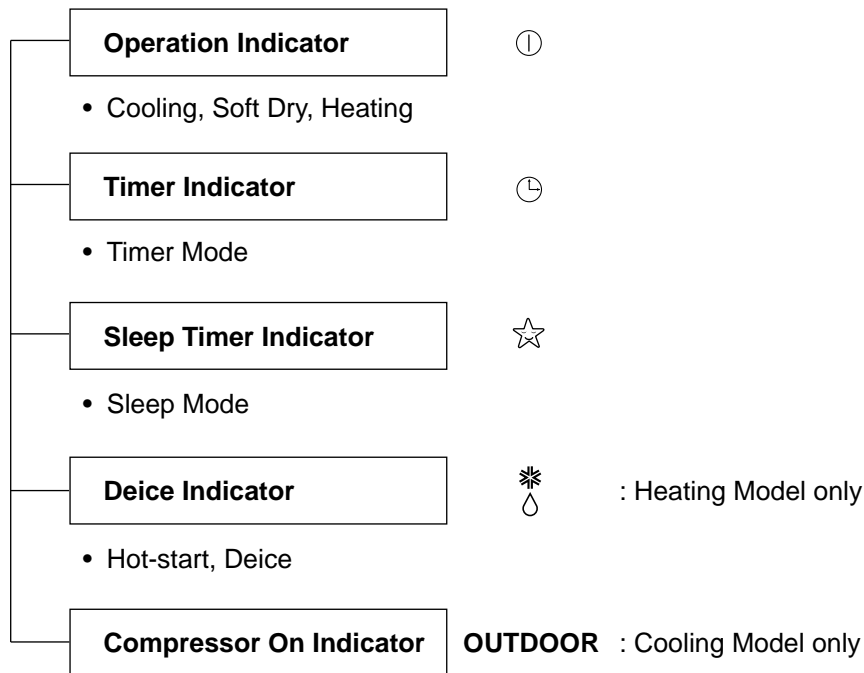 Operation Indicator
• Cooling, Soft Dry, Heating
Timer Indicator
• Timer Mode
Sleep Timer Indicator
• Sleep Mode
Deice Indicator : Heating Model only
• Hot-start, Deice
Compressor On Indicator OUTDOOR : Cooling Model only